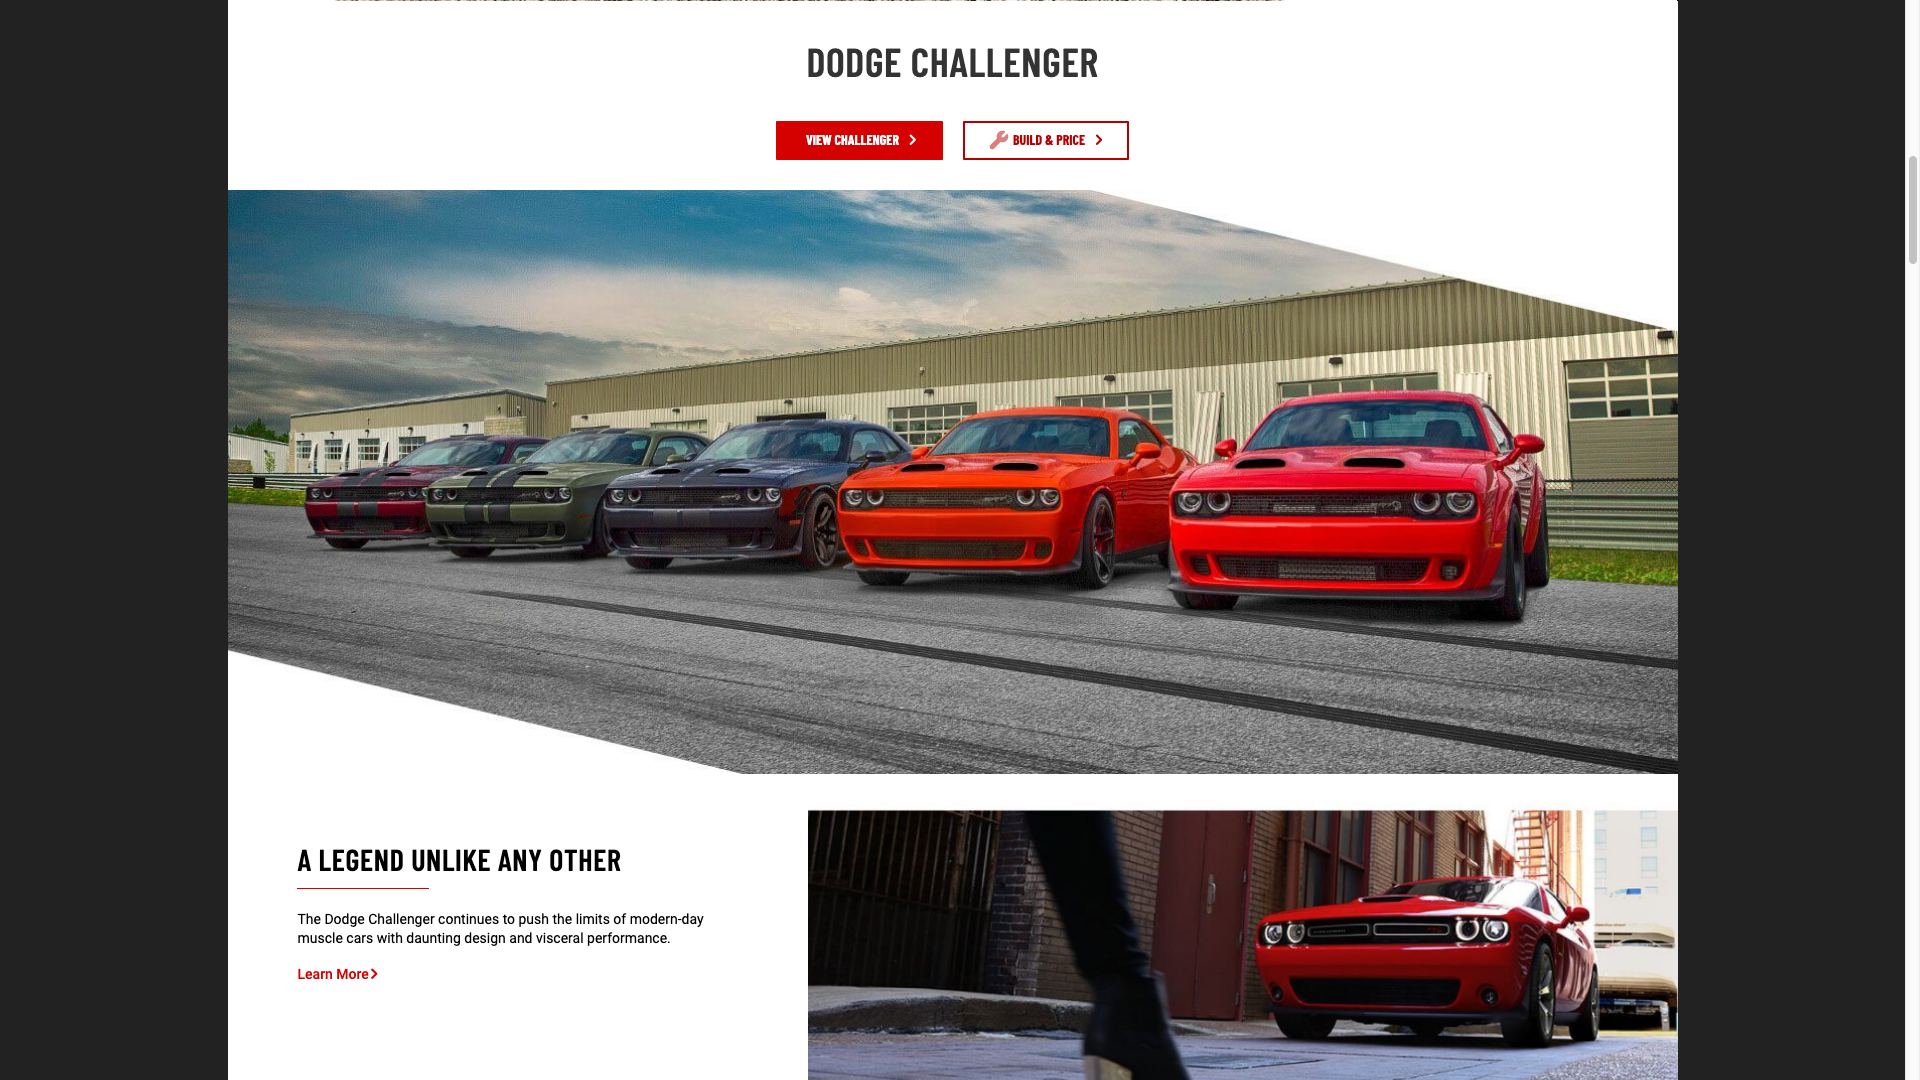 DODGE CHALLENGER
VIEW CHALLENGER
BUILD & PRICE
A LEGEND UNLIKE ANY OTHER
The Dodge Challenger continues to push the limits of modern-day
muscle cars with daunting design and visceral performance.
Learn More